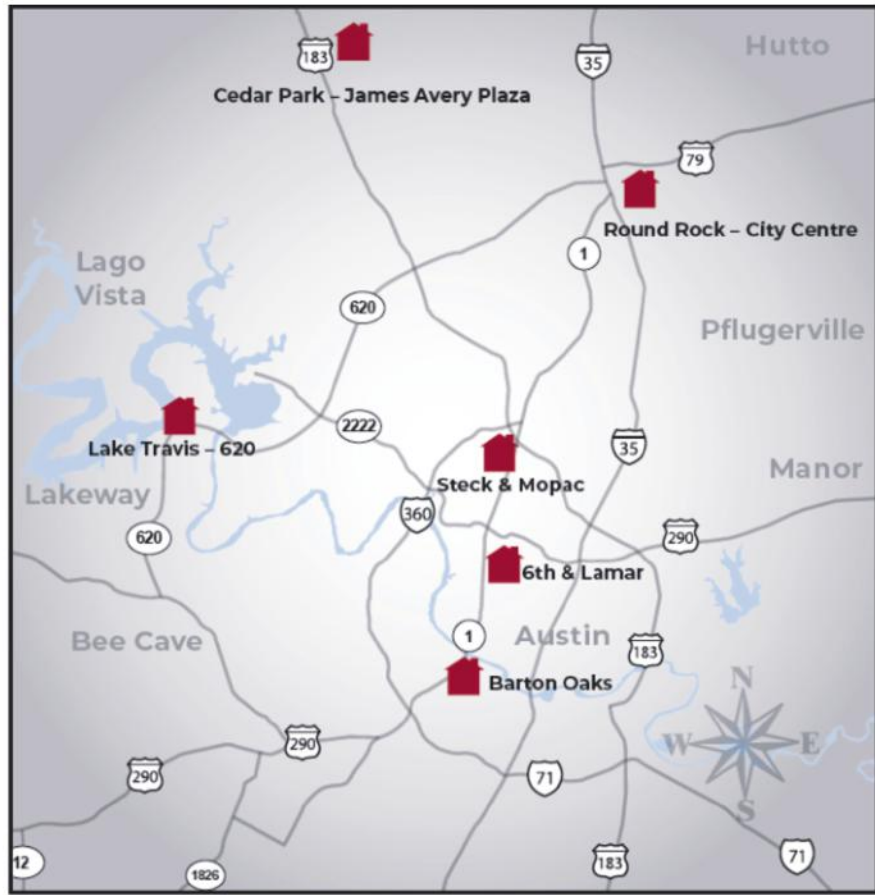 Hutto
183
35
Cedar Park – James Avery Plaza
79
Round Rock – City Centre
1
Lago
Vista
620
Pflugerville
2222
35
Lake Travis – 620
Manor
Steck & Mopac
Lakeway
360
620
290
6th & Lamar
Bee Cave
1
Austin
183
Barton Oaks
N
W E
S
290
290
71
12
1826
183
71